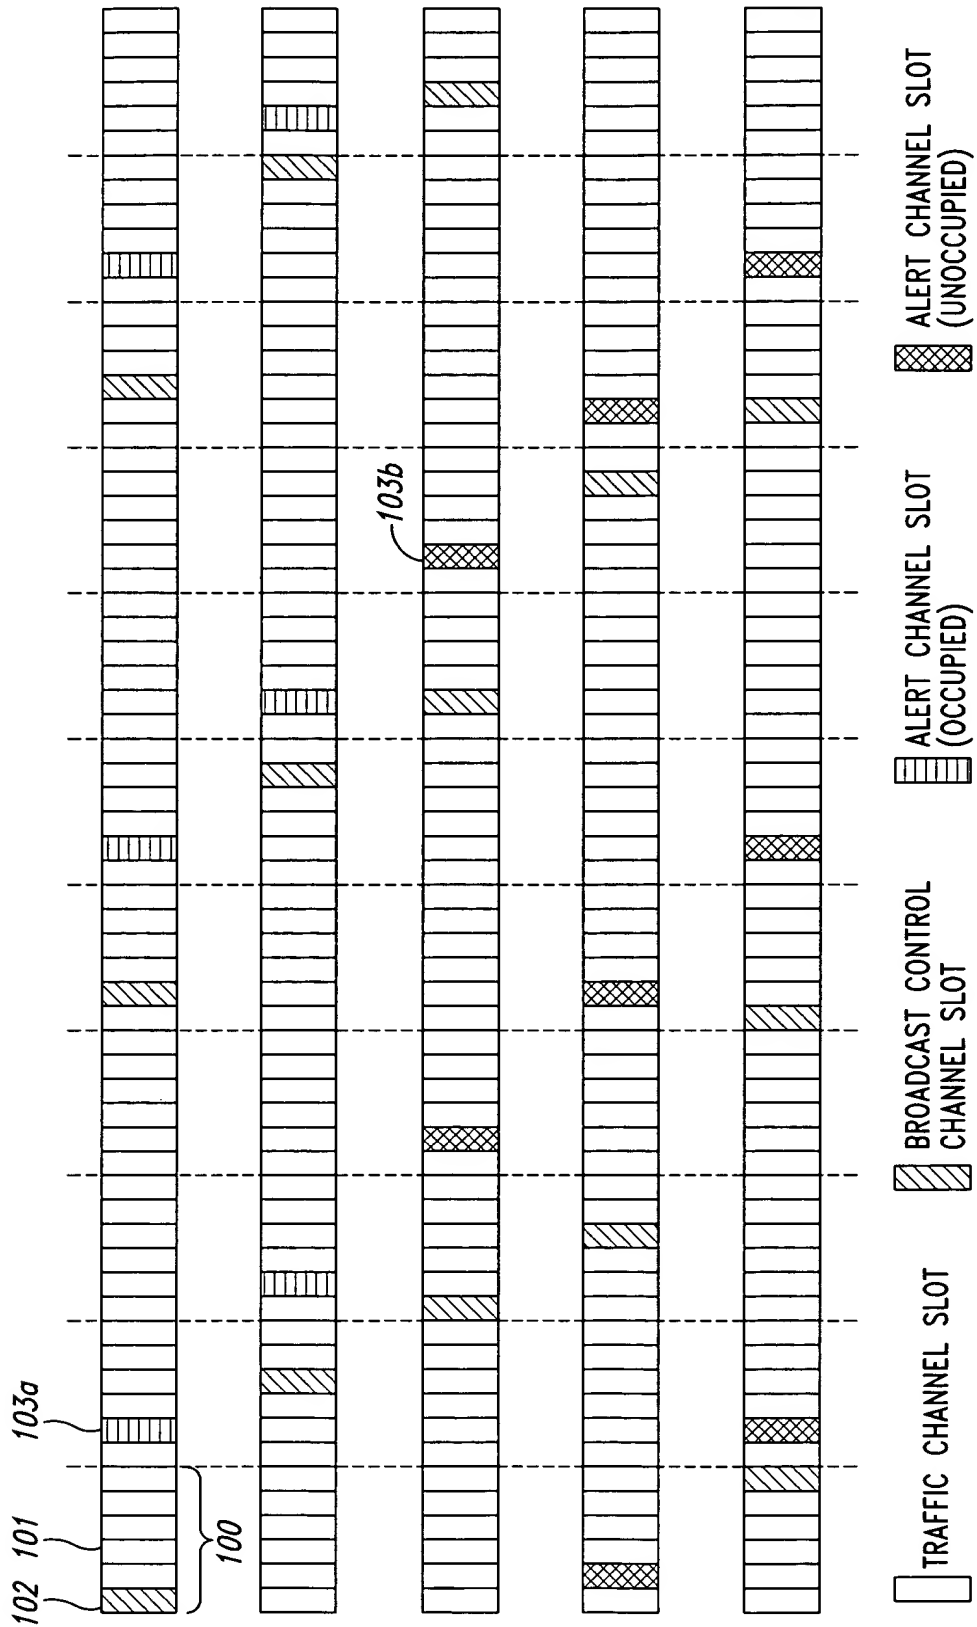 102
101
103a
100
103b
TRAFFIC CHANNEL SLOT
BROADCAST CONTROL
CHANNEL SLOT
ALERT CHANNEL SLOT
(OCCUPIED)
ALERT CHANNEL SLOT
(UNOCCUPIED)